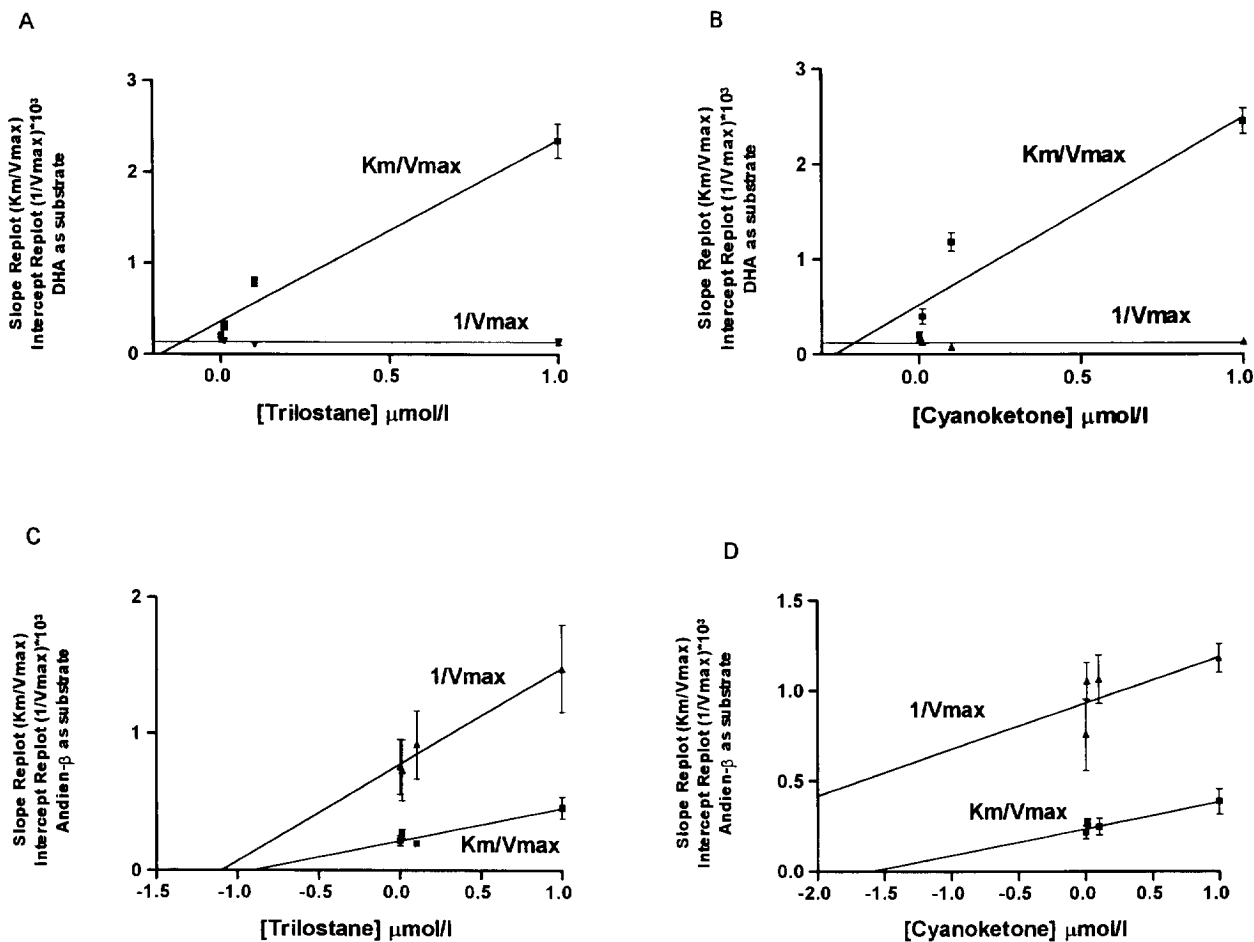 A
Slope Replot (Km/Vmax)
Intercept Replot (1/Vmax)*10³
DHA as substrate
3
2
1
0
Km/Vmax
1/Vmax
0.0 0.5 1.0
[Trilostane] μmol/l
B
Slope Replot (Km/Vmax)
Intercept Replot (1/Vmax)*10³
DHA as substrate
3
2
1
0
Km/Vmax
1/Vmax
0.0 0.5 1.0
[Cyanoketone] μmol/l
C
Slope Replot (Km/Vmax)
Intercept Replot (1/Vmax)*10³
Andien-β as substrate
2
1
0
1/Vmax
Km/Vmax
-1.5 -1.0 -0.5 0.0 0.5 1.0
[Trilostane] μmol/l
D
Slope Replot (Km/Vmax)
Intercept Replot (1/Vmax)*10³
Andien-β as substrate
1.5
1.0
0.5
0.0
1/Vmax
Km/Vmax
-2.0 -1.5 -1.0 -0.5 0.0 0.5 1.0
[Cyanoketone] μmol/l